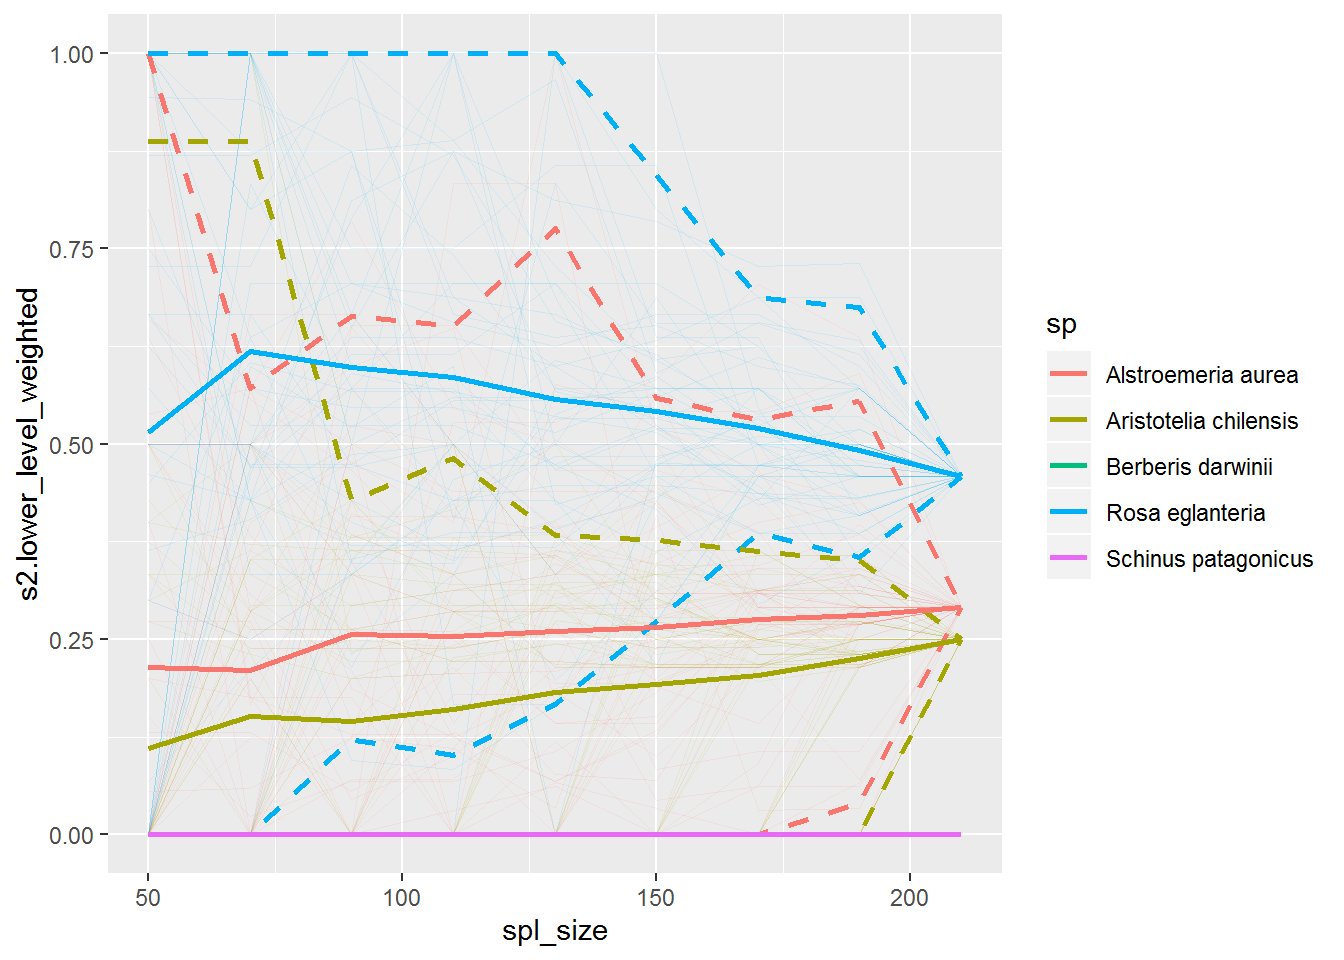 1.00
0.75
0.50
0.25
0.00
s2.lower_level_weighted
50
100
150
200
spl_size
sp
Alstroemeria aurea
Aristotelia chilensis
Berberis darwinii
Rosa eglanteria
Schinus patagonicus